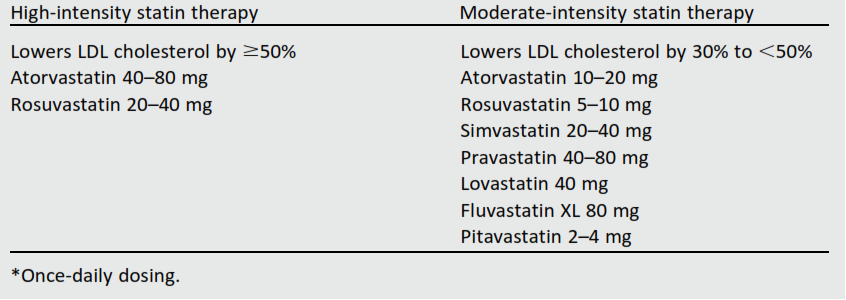 High-intensity statin therapy Moderate-intensity statin therapy
Lowers LDL cholesterol by ≥50% Lowers LDL cholesterol by 30% to <50%
Atorvastatin 40–80 mg Atorvastatin 10–20 mg
Rosuvastatin 20–40 mg Rosuvastatin 5–10 mg
Simvastatin 20–40 mg
Pravastatin 40–80 mg
Lovastatin 40 mg
Fluvastatin XL 80 mg
Pitavastatin 2–4 mg
*Once-daily dosing.